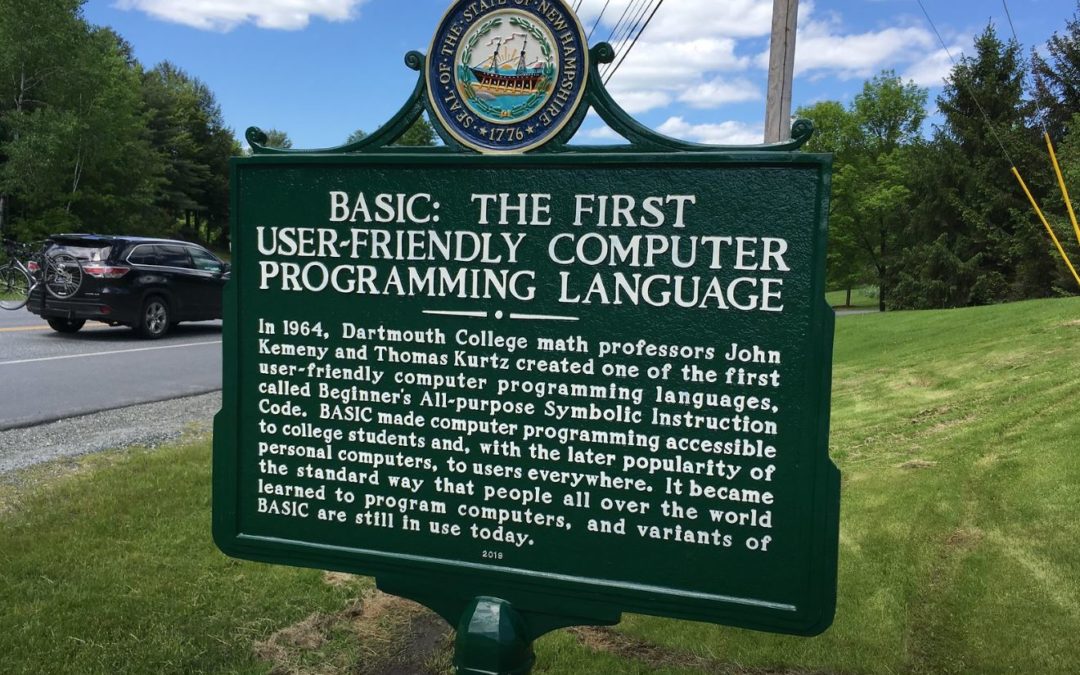 SEAL · OF · THE · STATE · OF · NEW HAMPSHIRE
· 1776 ·
BASIC: THE FIRST
USER-FRIENDLY COMPUTER
PROGRAMMING LANGUAGE
In 1964, Dartmouth College math professors John
Kemeny and Thomas Kurtz created one of the first
user-friendly computer programming languages,
called Beginner's All-purpose Symbolic Instruction
Code. BASIC made computer programming accessible
to college students and, with the later popularity of
personal computers, to users everywhere. It became
the standard way that people all over the world
learned to program computers, and variants of
BASIC are still in use today.
2018